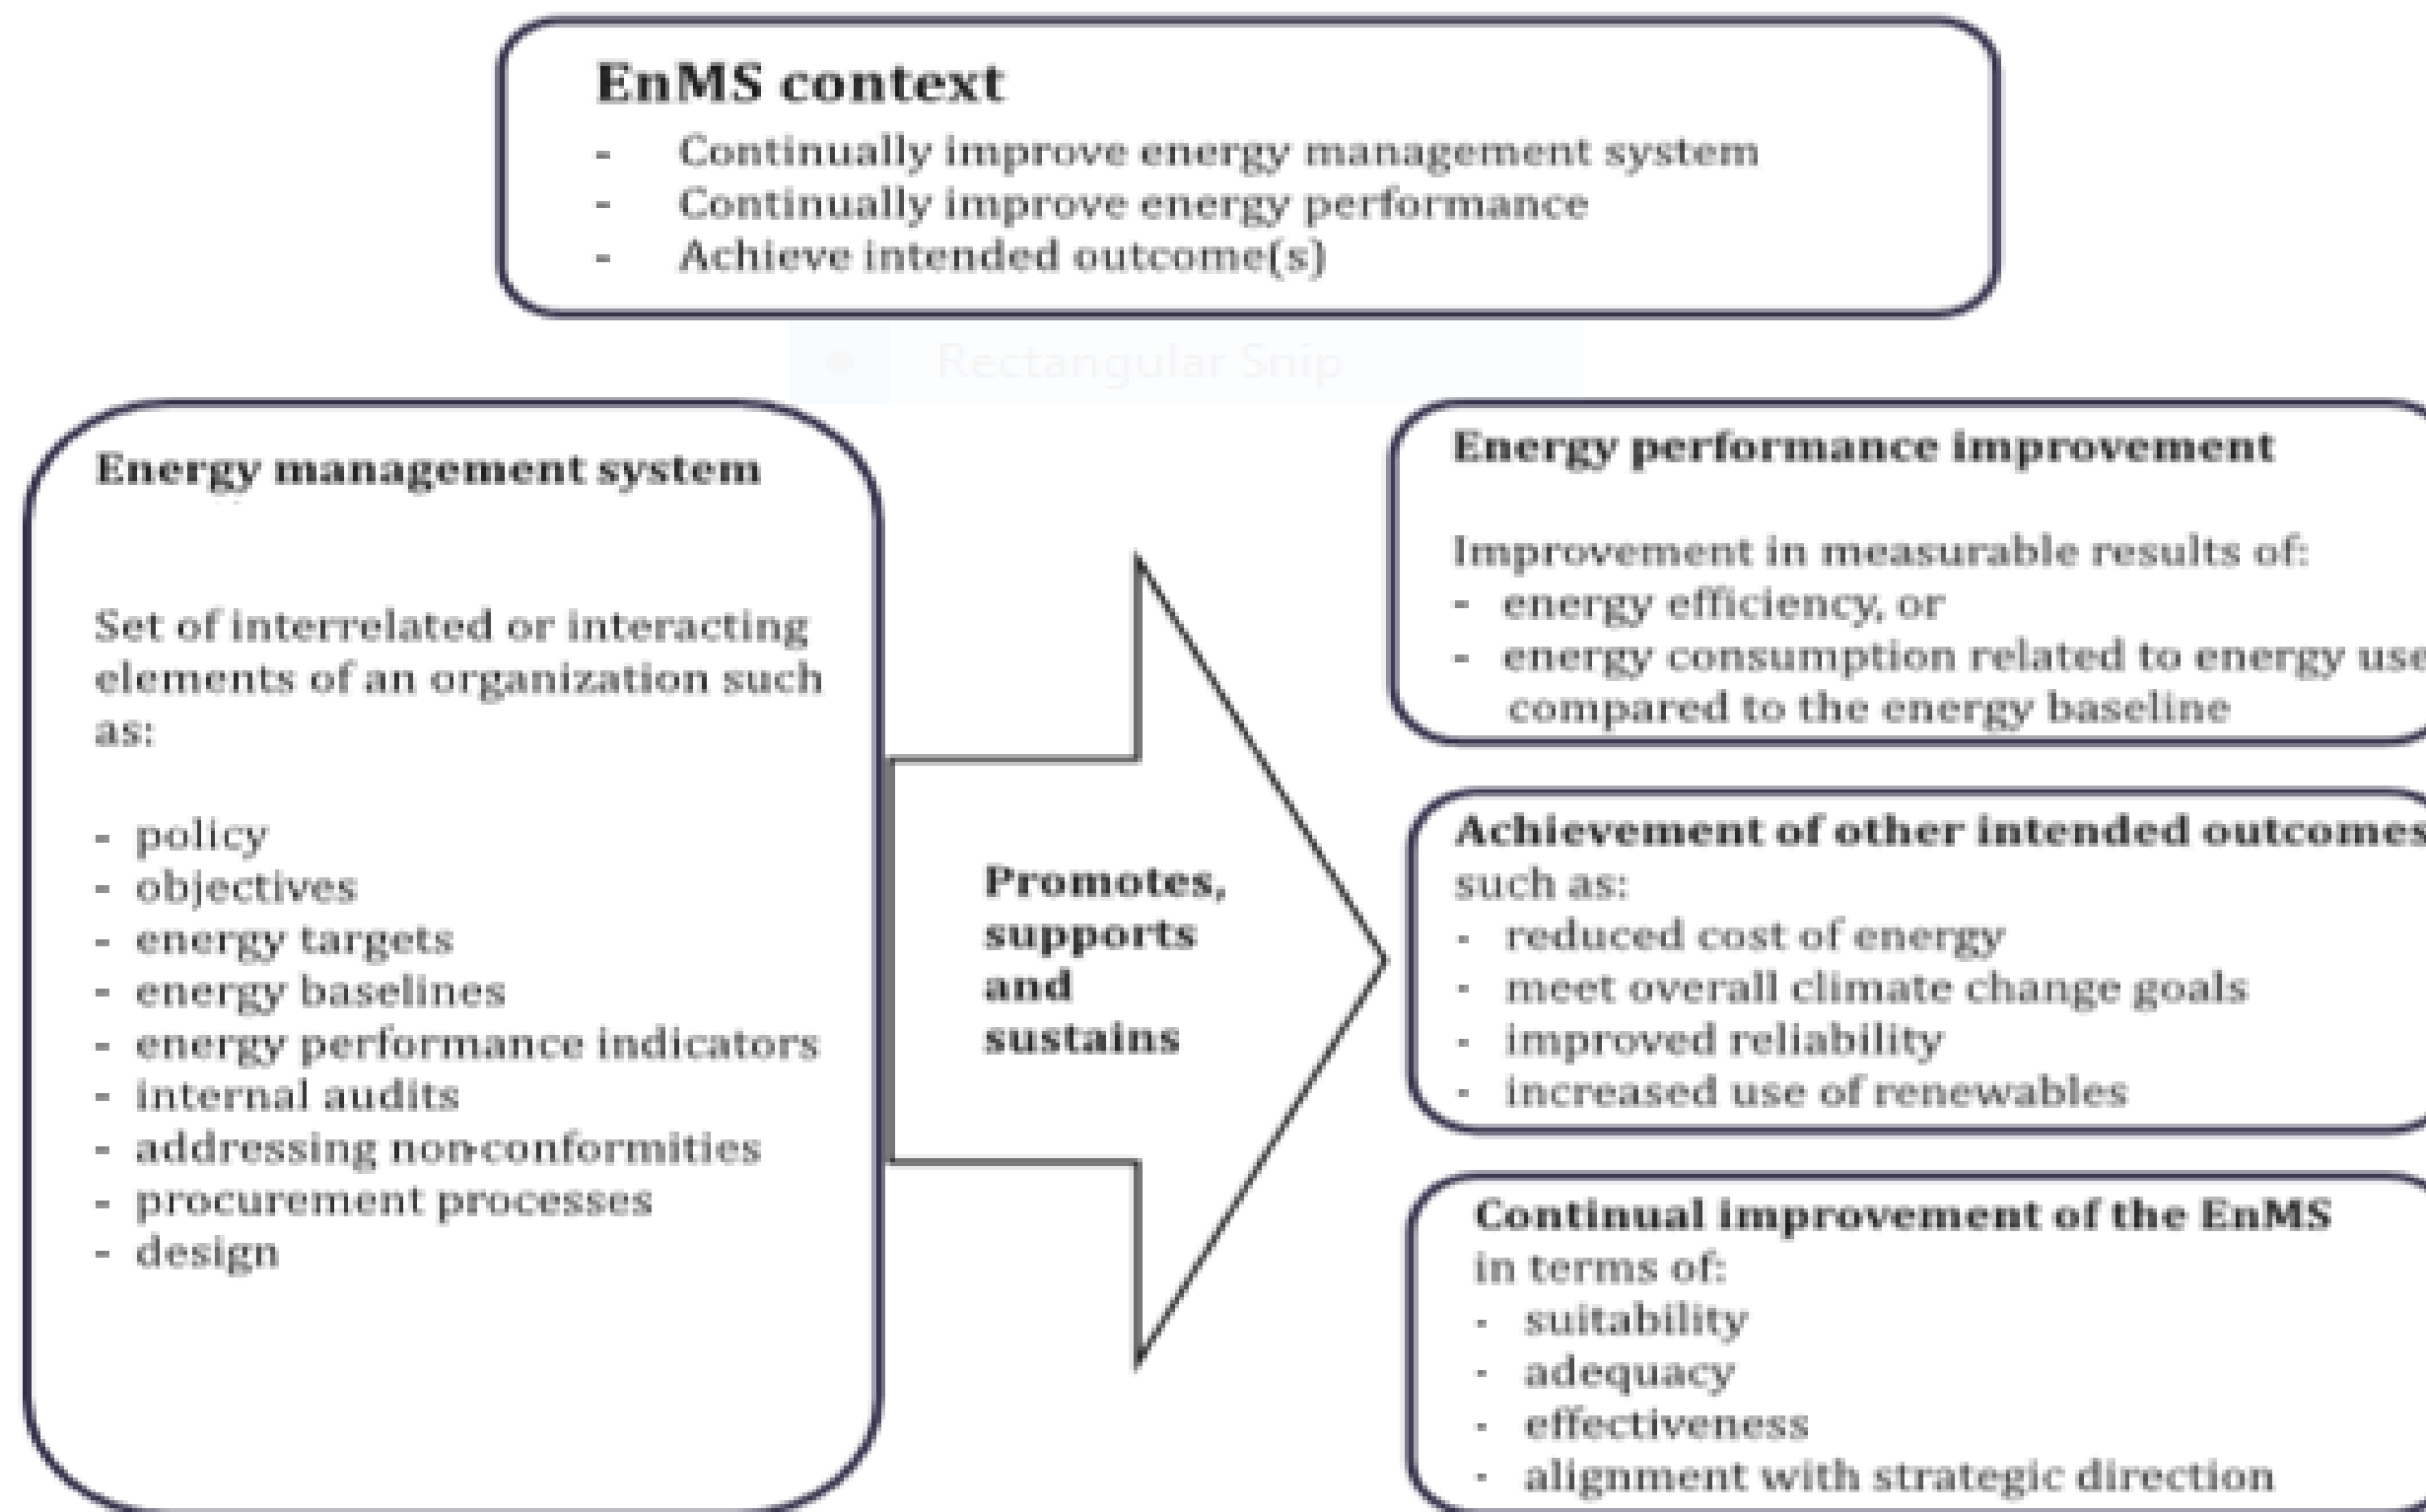 EnMS context
- Continually improve energy management system
- Continually improve energy performance
- Achieve intended outcome(s)
Rectangular Snip
Energy management system
Set of interrelated or interacting
elements of an organization such
as:
- policy
- objectives
- energy targets
- energy baselines
- energy performance indicators
- internal audits
- addressing non-conformities
- procurement processes
- design
Promotes,
supports
and
sustains
Energy performance improvement
Improvement in measurable results of:
- energy efficiency, or
- energy consumption related to energy use
compared to the energy baseline
Achievement of other intended outcomes
such as:
- reduced cost of energy
- meet overall climate change goals
- improved reliability
- increased use of renewables
Continual improvement of the EnMS
in terms of:
- suitability
- adequacy
- effectiveness
- alignment with strategic direction